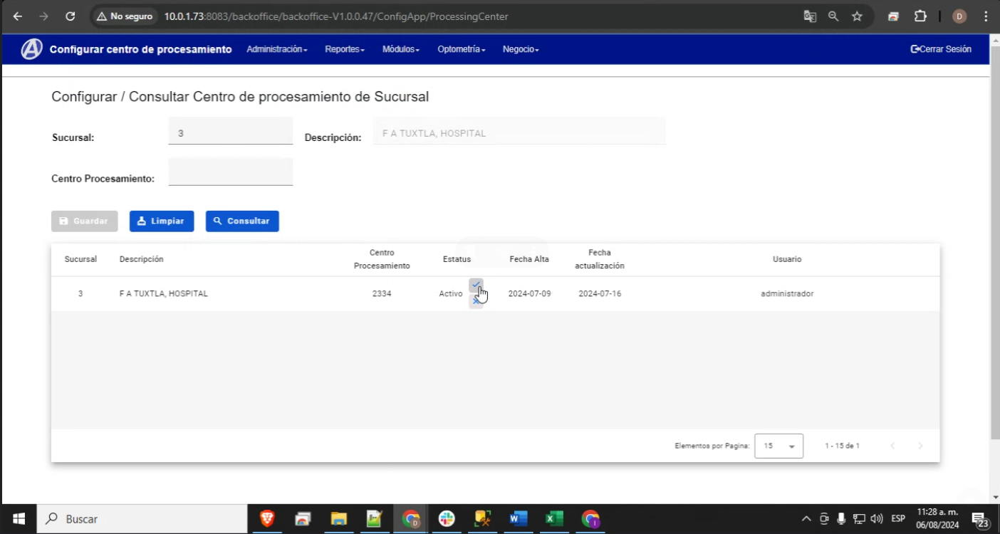 No seguro 10.0.1.73:8083/backoffice/backoffice-V1.0.0.47/ConfigApp/ProcessingCenter D
Configurar centro de procesamiento Administración Reportes Módulos Optometría Negocio Cerrar Sesión
Configurar / Consultar Centro de procesamiento de Sucursal
Sucursal: 3 Descripción: F A TUXTLA, HOSPITAL
Centro Procesamiento:
Guardar Limpiar Consultar
Sucursal Descripción Centro Procesamiento Estatus Fecha Alta Fecha actualización Usuario
3 F A TUXTLA, HOSPITAL 2334 Activo 2024-07-09 2024-07-16 administrador
Elementos por Pagina: 15 1 - 15 de 1
Buscar ESP 11:28 a. m.
06/08/2024 23